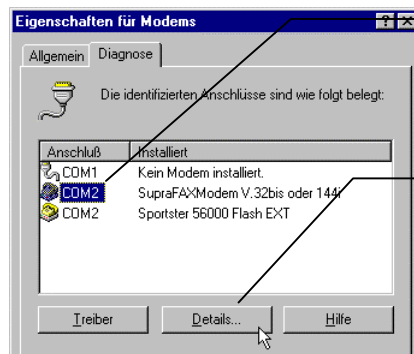 Eigenschaften für Modems
Allgemein Diagnose
Die identifizierten Anschlüsse sind wie folgt belegt:
Anschluß Installiert
COM1 Kein Modem installiert.
COM2 SupraFAXModem V.32bis oder 144i
COM2 Sportster 56000 Flash EXT
Treiber Details... Hilfe